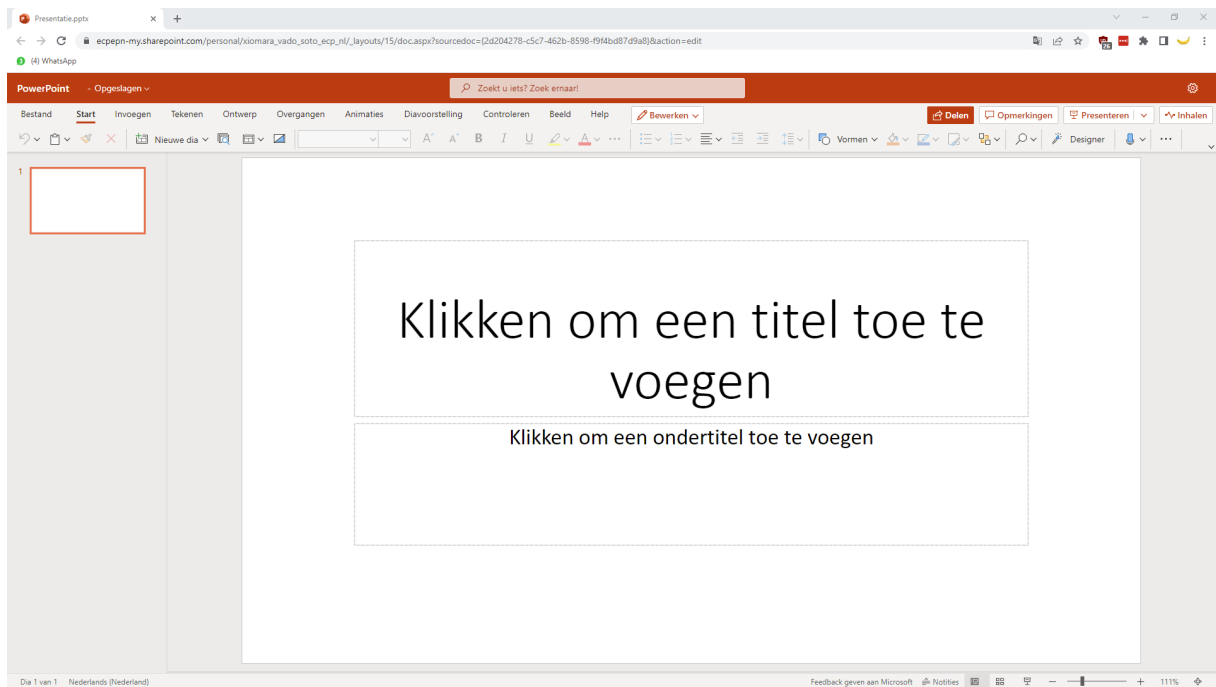 Presentatie.pptx
ecpepn-my.sharepoint.com/personal/xiomara_vado_soto_ecp_nl/_layouts/15/doc.aspx?sourcedoc={2d204278-c5c7-462b-8598-f9f4bd87d9a8}&action=edit
26
(4) WhatsApp
PowerPoint - Opgeslagen Zoekt u iets? Zoek ernaar!
Bestand Start Invoegen Tekenen Ontwerp Overgangen Animaties Diavoorstelling Controleren Beeld Help Bewerken Delen Opmerkingen Presenteren Inhalen
Nieuwe dia A A B I U A Vormen Designer
1
Klikken om een titel toe te
voegen
Klikken om een ondertitel toe te voegen
Dia 1 van 1 Nederlands (Nederland) Feedback geven aan Microsoft Notities 111%